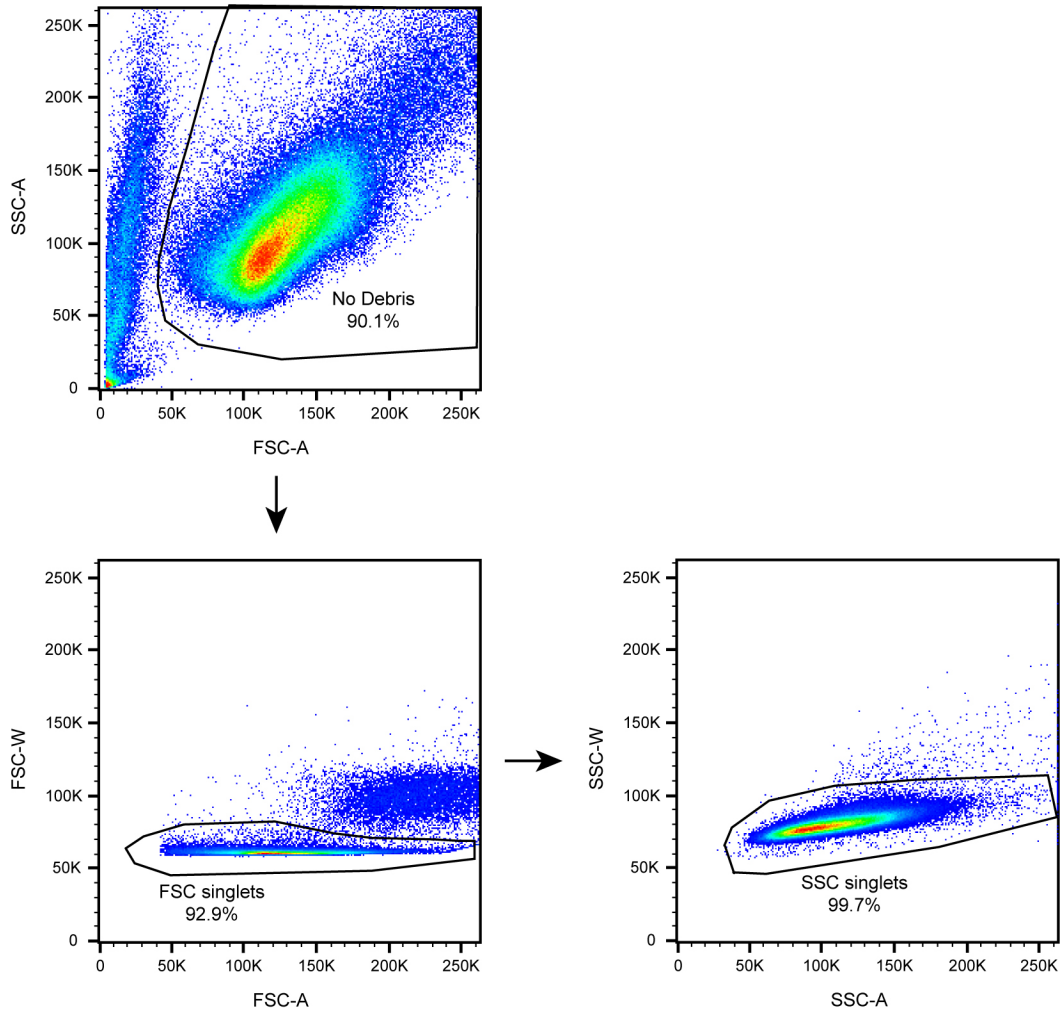 250K
200K
150K
100K
50K
0
SSC-A
No Debris
90.1%
0 50K 100K 150K 200K 250K
FSC-A
250K
200K
150K
100K
50K
0
FSC-W
FSC singlets
92.9%
0 50K 100K 150K 200K 250K
FSC-A
250K
200K
150K
100K
50K
0
SSC-W
SSC singlets
99.7%
0 50K 100K 150K 200K 250K
SSC-A